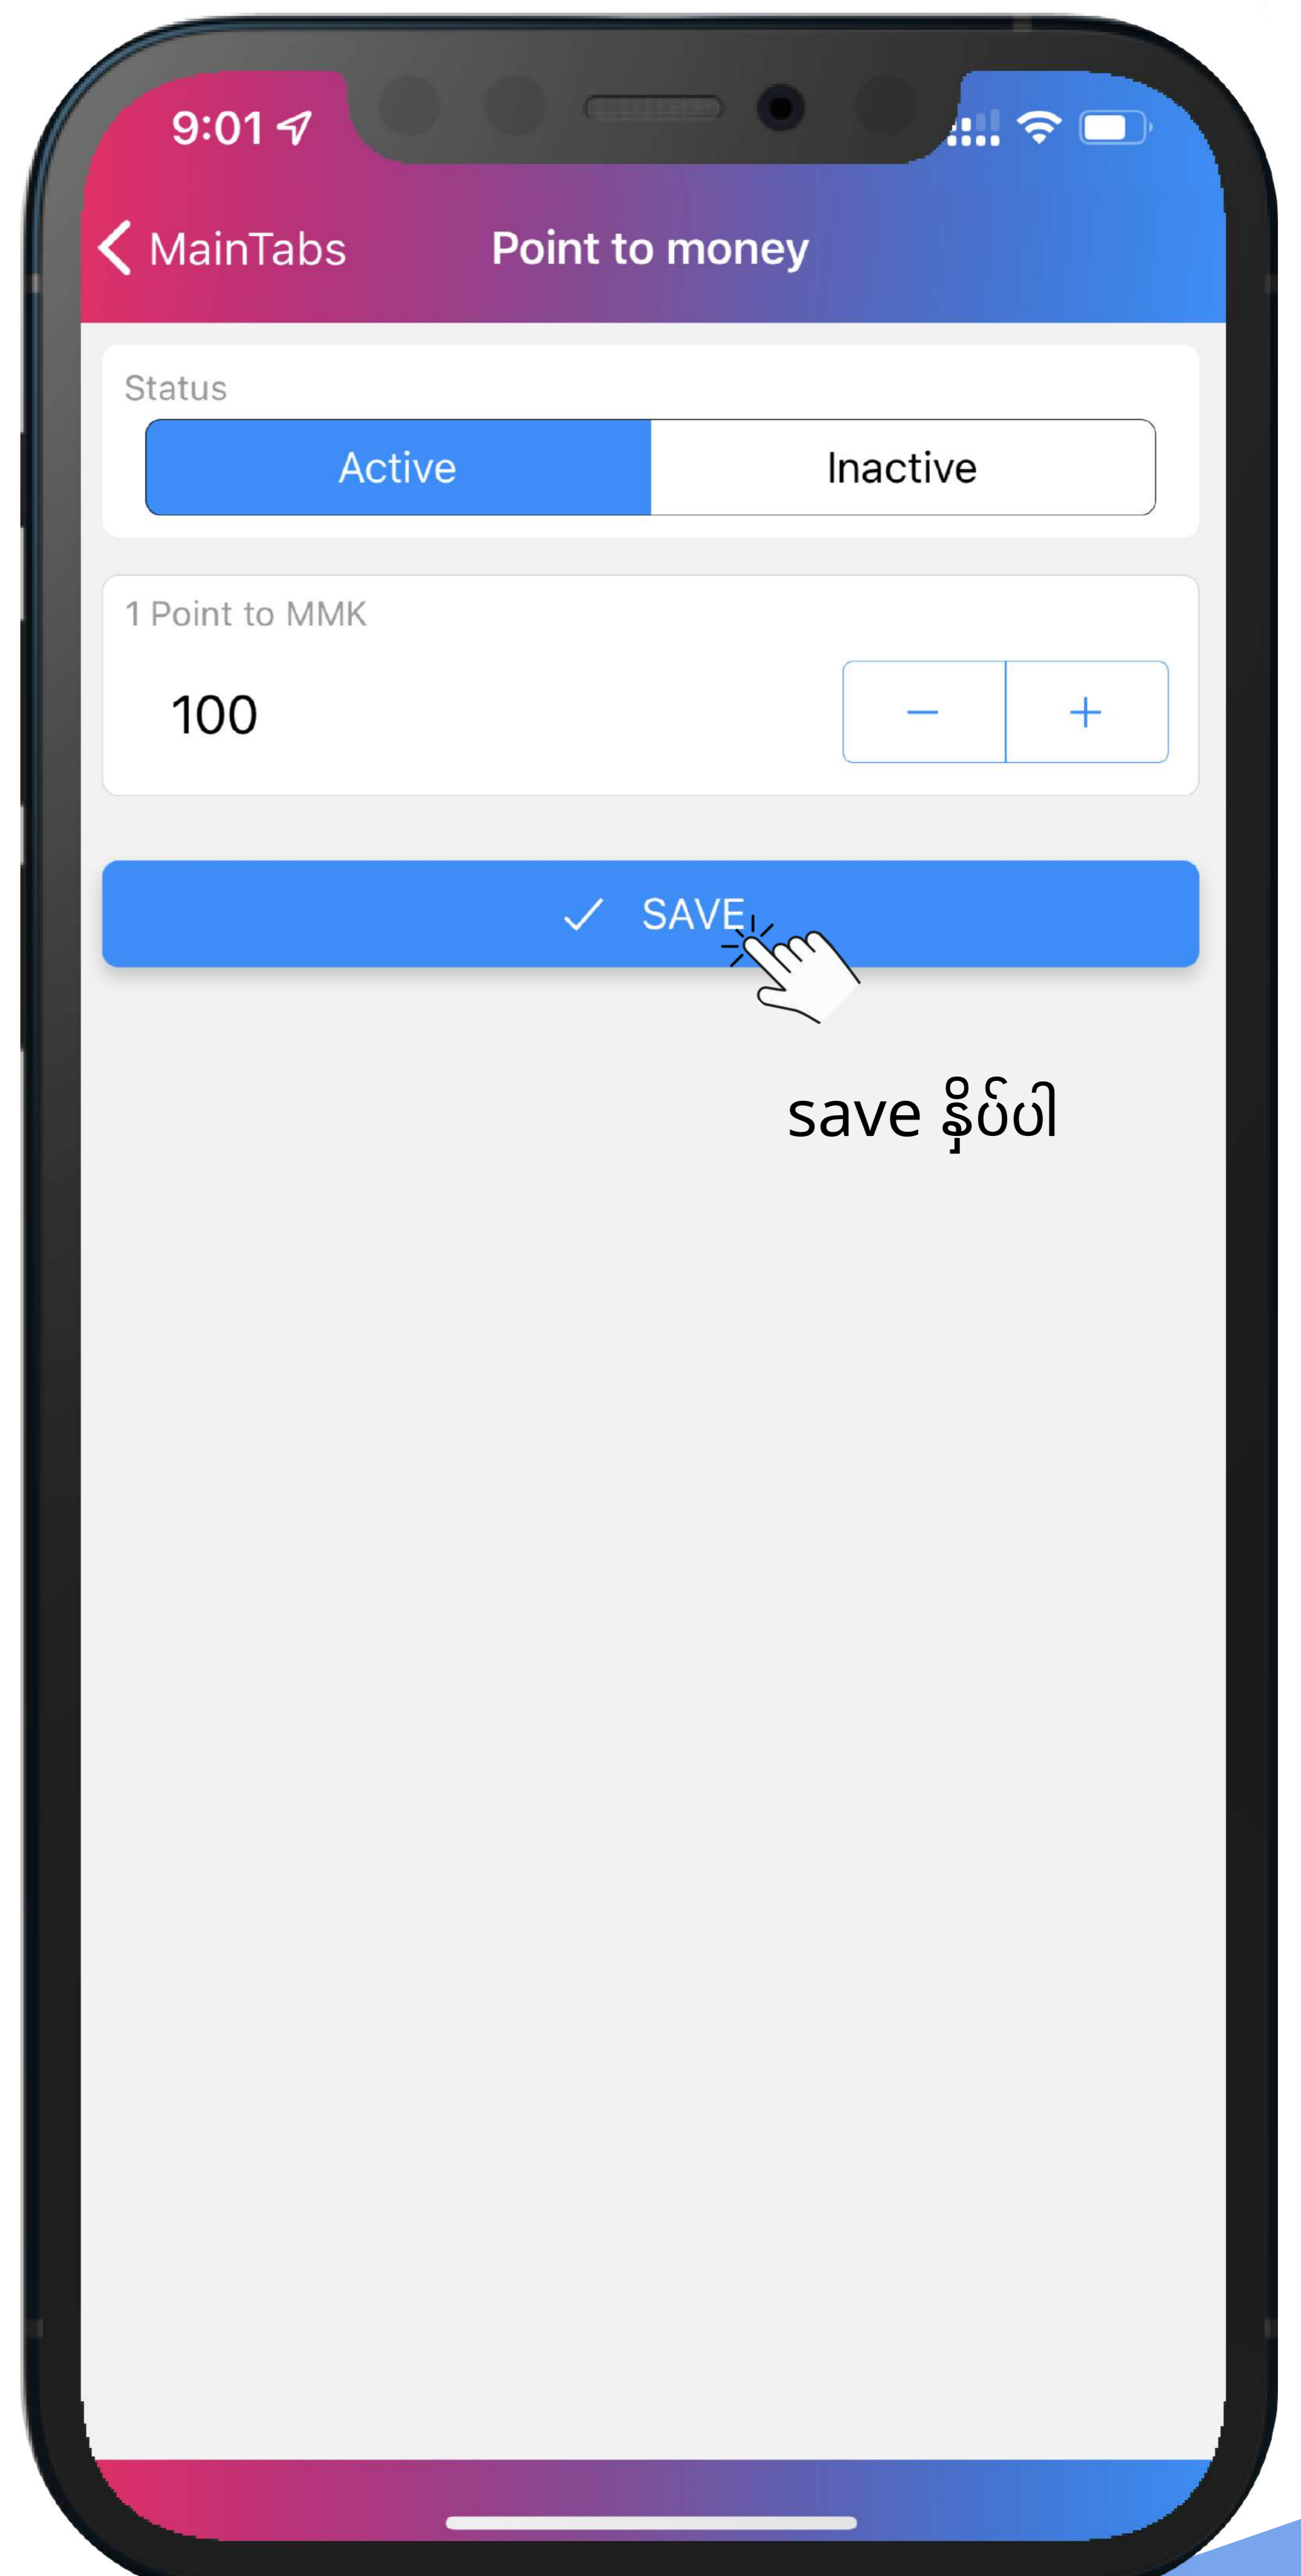 9:01
MainTabs
Point to money
Status
Active
Inactive
1 Point to MMK
100
− +
✓ SAVE
save နှိပ်ပါ